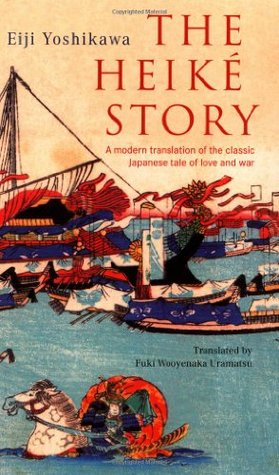 Eiji Yoshikawa
THE
HEIKÉ
STORY
A modern translation of the classic
Japanese tale of love and war
Translated by
Fuki Wooyenaka Uramatsu